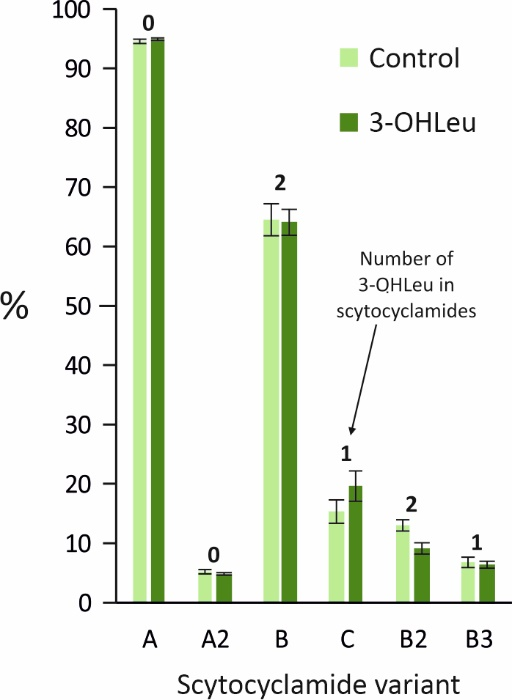 100
90
80
70
60
50
40
30
20
10
0
%
Control
3-OHLeu
Number of
3-OHLeu in
scytocyclamides
0
0
2
1
2
1
A
A2
B
C
B2
B3
Scytocyclamide variant